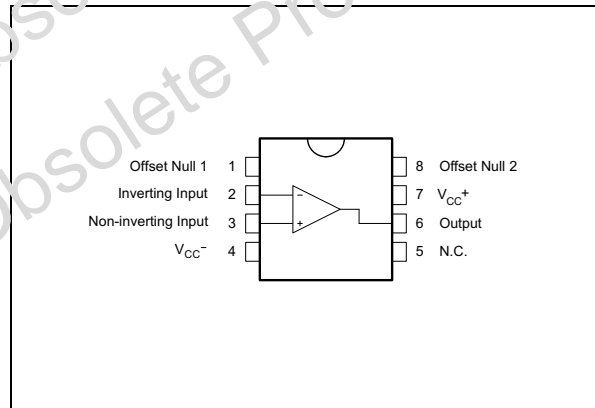 Obsolete Pro
Offset Null 1 1
Inverting Input 2
Non-inverting Input 3
VCC− 4
8 Offset Null 2
7 VCC+
6 Output
5 N.C.
−
+